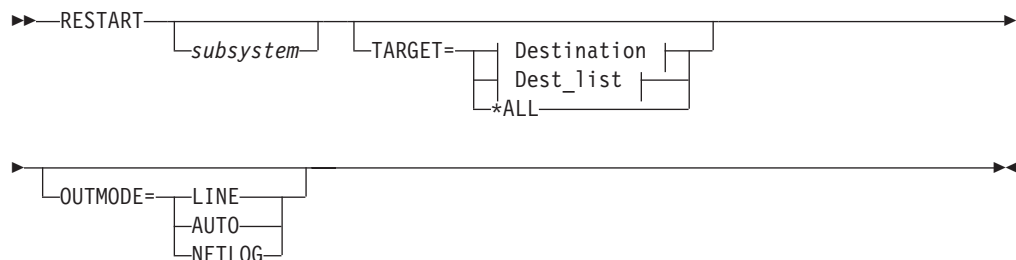 RESTART
subsystem
TARGET=
Destination
Dest_list
*ALL
OUTMODE=
LINE
AUTO
NETLOG